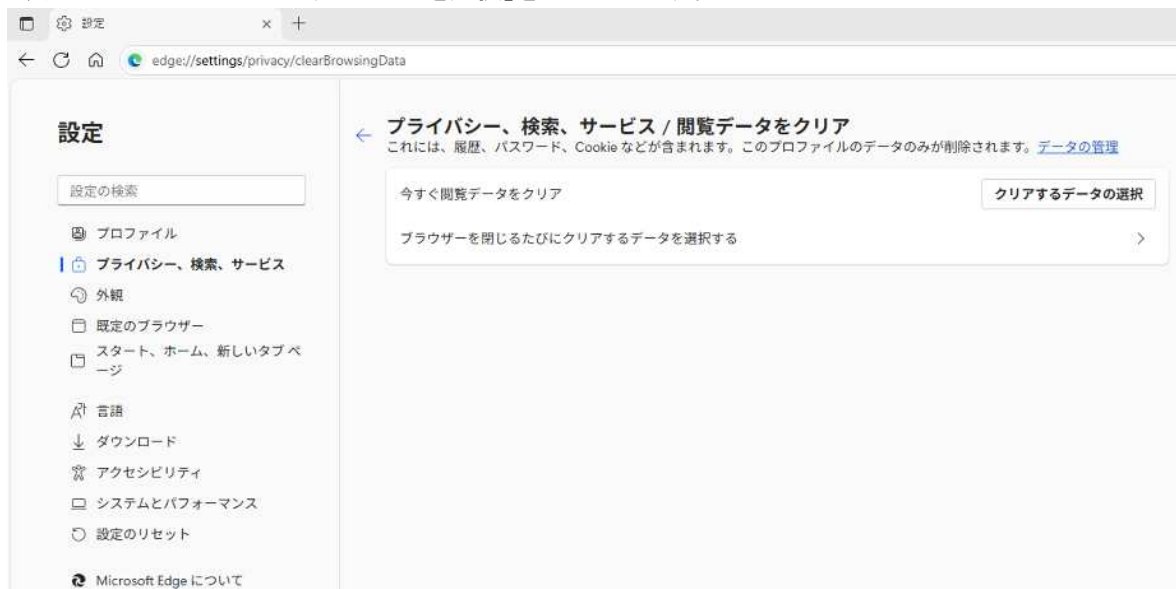 設定
edge://settings/privacy/clearBrowsingData
設定
設定の検索
プロファイル
プライバシー、検索、サービス
外観
既定のブラウザー
スタート、ホーム、新しいタブ ペ
ージ
言語
ダウンロード
アクセシビリティ
システムとパフォーマンス
設定のリセット
Microsoft Edge について
プライバシー、検索、サービス / 閲覧データをクリア
これには、履歴、パスワード、Cookie などが含まれます。このプロファイルのデータのみが削除されます。データの管理
今すぐ閲覧データをクリア
クリアするデータの選択
ブラウザーを閉じるたびにクリアするデータを選択する